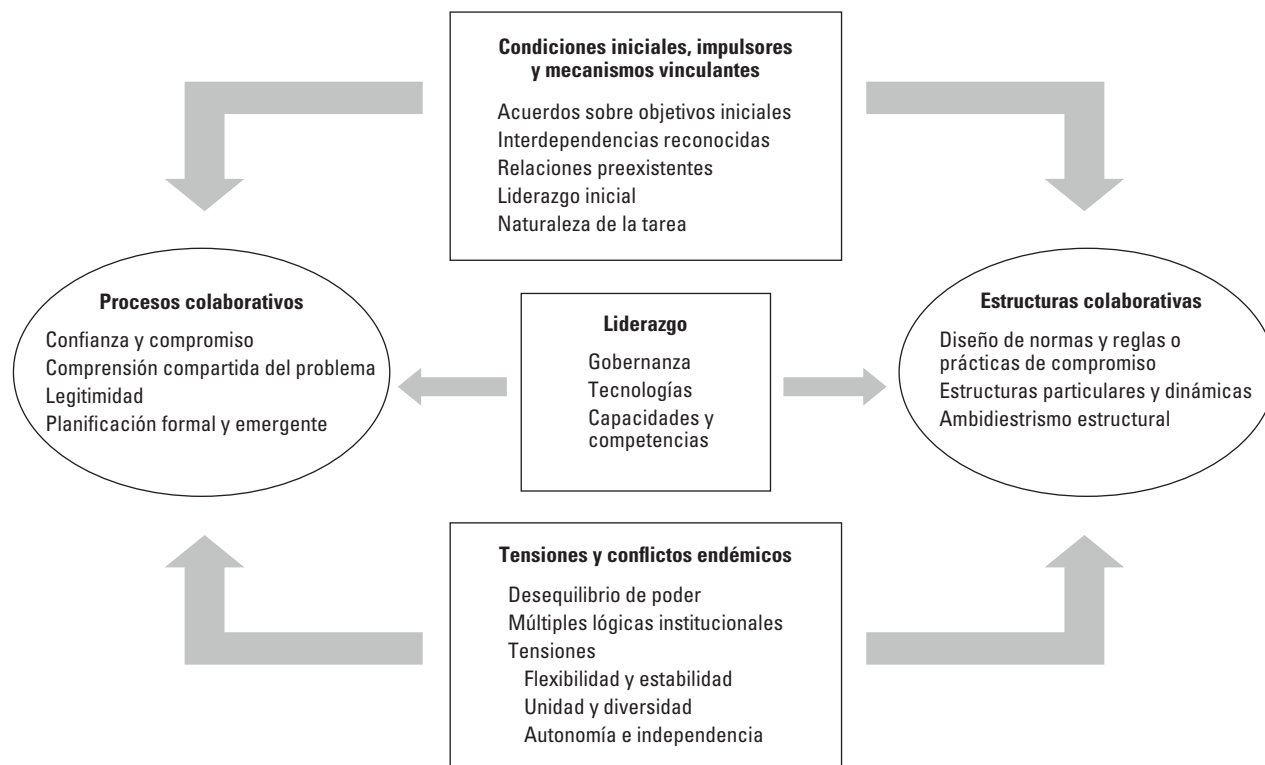 Condiciones iniciales, impulsores
y mecanismos vinculantes
Acuerdos sobre objetivos iniciales
Interdependencias reconocidas
Relaciones preexistentes
Liderazgo inicial
Naturaleza de la tarea
Procesos colaborativos
Confianza y compromiso
Comprensión compartida del problema
Legitimidad
Planificación formal y emergente
Liderazgo
Gobernanza
Tecnologías
Capacidades y
competencias
Estructuras colaborativas
Diseño de normas y reglas o
prácticas de compromiso
Estructuras particulares y dinámicas
Ambidiestrismo estructural
Tensiones y conflictos endémicos
Desequilibrio de poder
Múltiples lógicas institucionales
Tensiones
Flexibilidad y estabilidad
Unidad y diversidad
Autonomía e independencia